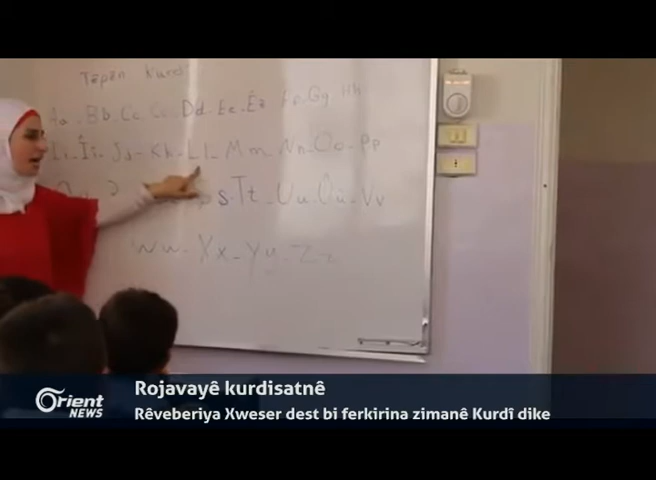 Tîpên Kurdî
Aa Bb Cc Çç Dd Ee Êê Ff Gg Hh
Ii Îî Jj Kk Ll Mm Nn Oo Pp
s Tt Uu Ûû Vv
Ww Xx Yy Zz
Rojavayê kurdisatnê
Orient NEWS
Rêveberiya Xweser dest bi ferkirina zimanê Kurdî dike